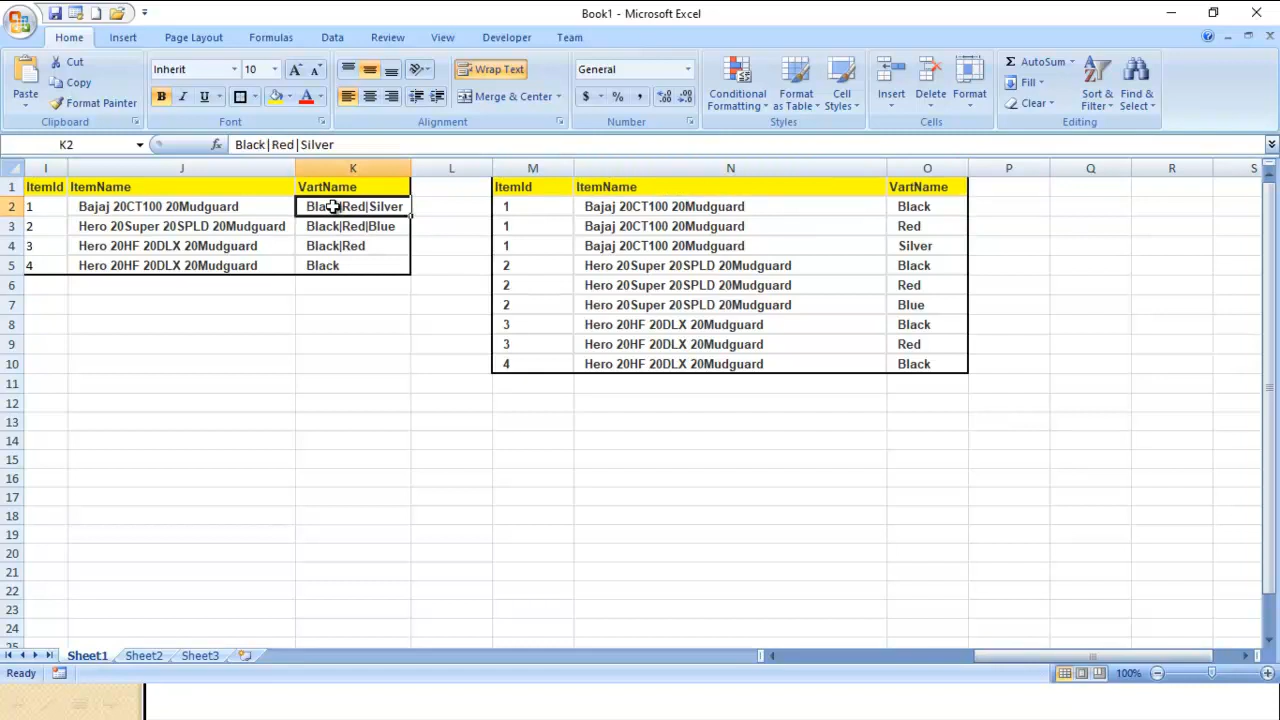 Book1 - Microsoft Excel
Home Insert Page Layout Formulas Data Review View Developer Team
Paste Cut Copy Format Painter Clipboard
Inherit 10 B I U A Font
Wrap Text Merge & Center Alignment
General $ % , Number
Conditional Formatting Format as Table Cell Styles Styles
Insert Delete Format Cells
Σ AutoSum Fill Clear Sort & Filter Find & Select Editing
K2 fx Black|Red|Silver
I J K L M N O P Q R S
1 ItemId ItemName VartName ItemId ItemName VartName
2 1 Bajaj 20CT100 20Mudguard Black|Red|Silver 1 Bajaj 20CT100 20Mudguard Black
3 2 Hero 20Super 20SPLD 20Mudguard Black|Red|Blue 1 Bajaj 20CT100 20Mudguard Red
4 3 Hero 20HF 20DLX 20Mudguard Black|Red 1 Bajaj 20CT100 20Mudguard Silver
5 4 Hero 20HF 20DLX 20Mudguard Black 2 Hero 20Super 20SPLD 20Mudguard Black
6 2 Hero 20Super 20SPLD 20Mudguard Red
7 2 Hero 20Super 20SPLD 20Mudguard Blue
8 3 Hero 20HF 20DLX 20Mudguard Black
9 3 Hero 20HF 20DLX 20Mudguard Red
10 4 Hero 20HF 20DLX 20Mudguard Black
11
12
13
14
15
16
17
18
19
20
21
22
23
24
25
Sheet1 Sheet2 Sheet3
Ready 100%